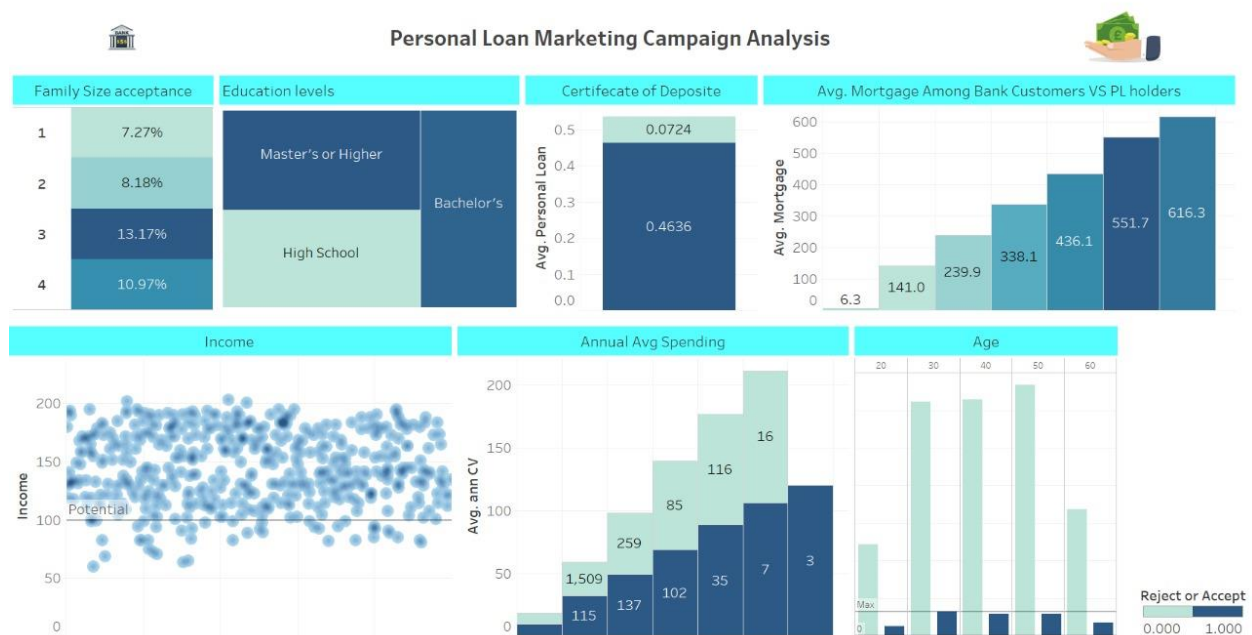 BANK
Personal Loan Marketing Campaign Analysis
Family Size acceptance
1 7.27%
2 8.18%
3 13.17%
4 10.97%
Education levels
Master's or Higher
Bachelor's
High School
Certifecate of Deposite
Avg. Personal Loan
0.5
0.4
0.3
0.2
0.1
0.0
0.0724
0.4636
Avg. Mortgage Among Bank Customers VS PL holders
Avg. Mortgage
600
500
400
300
200
100
0
6.3
141.0
239.9
338.1
436.1
551.7
616.3
Income
Income
200
150
100
50
0
Potential
Annual Avg Spending
Avg. ann CV
200
150
100
50
0
1,509
259
85
116
16
115
137
102
35
7
3
Age
20 30 40 50 60
Max
0
Reject or Accept
0.000 1.000